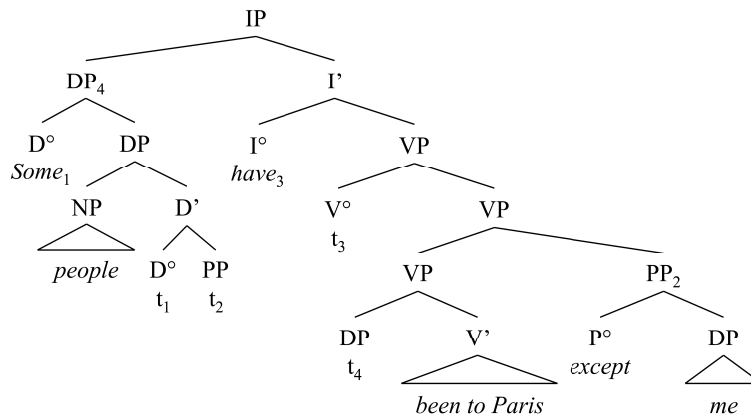 IP
DP₄ I’
D° DP I° VP
Some₁ have₃
NP D’ V° VP
t₃
people D° PP VP PP₂
t₁ t₂
DP V’ P° DP
t₄ except
been to Paris me